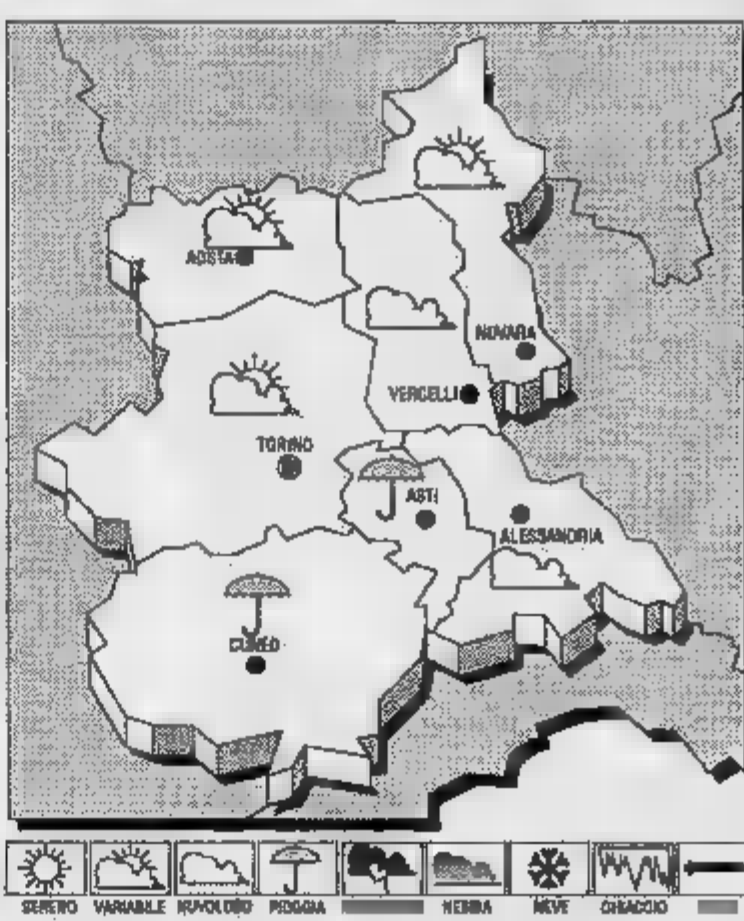 AOSTA
NOVARA
VERCELLI
TORINO
ASTI
ALESSANDRIA
CUNEO
SERENO VARIABILE NUVOLOSO PIOGGIA NEBBIA NEVE GHIACCIO